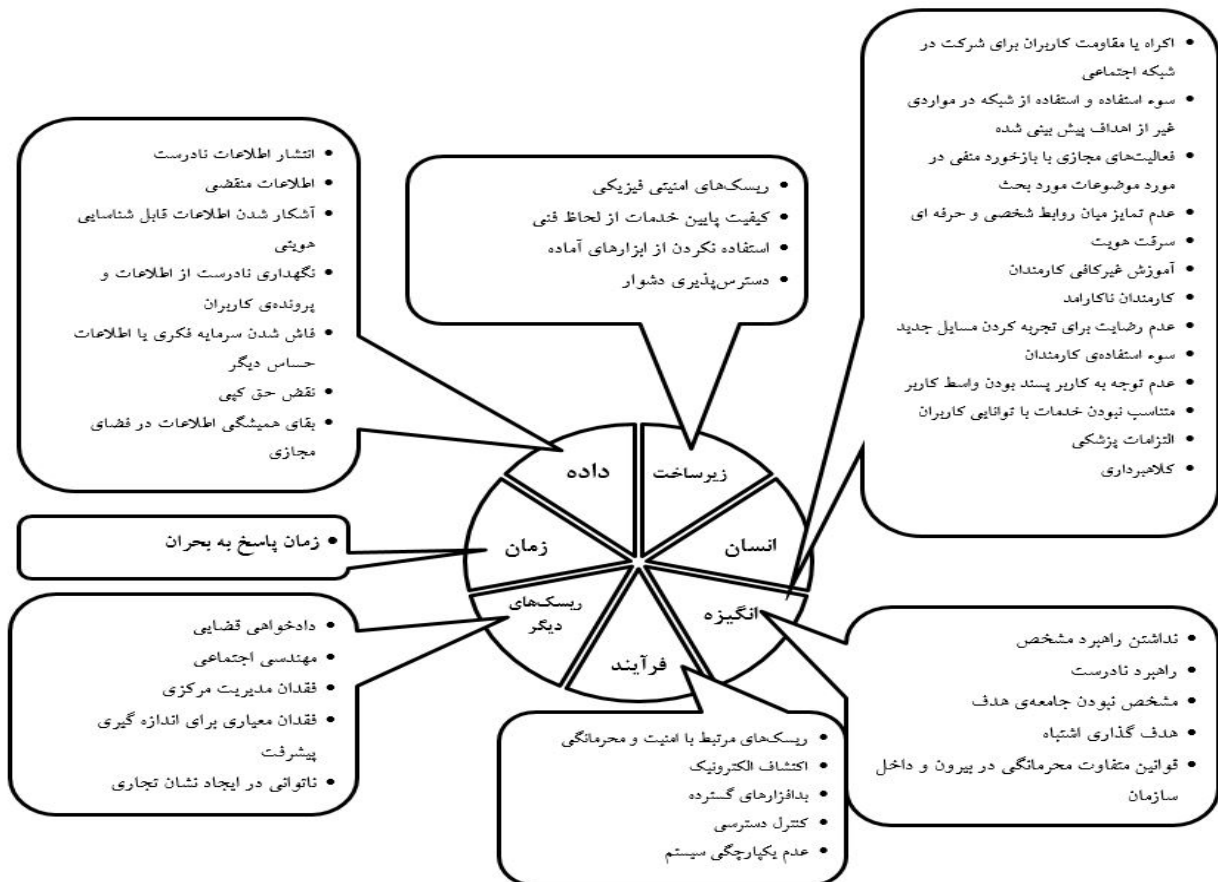 • اکراه یا مقاومت کاربران برای شرکت در
شبکه اجتماعی
• سوء استفاده و استفاده از شبکه در مواردی
غیر از اهداف پیش بینی شده
• فعالیت‌های مجازی با بازخورد منفی در
مورد موضوعات مورد بحث
• عدم تمایز میان روابط شخصی و حرفه ای
• سرقت هویت
• آموزش غیرکافی کارمندان
• کارمندان ناکارامد
• عدم رضایت برای تجربه کردن مسایل جدید
• سوء استفاده‌ی کارمندان
• عدم توجه به کاربر پسند بودن واسط کاربر
• متناسب نبودن خدمات با توانایی کاربران
• التزامات پزشکی
• کلاهبرداری
• ریسک‌های امنیتی فیزیکی
• کیفیت پایین خدمات از لحاظ فنی
• استفاده نکردن از ابزارهای آماده
• دسترس‌پذیری دشوار
• انتشار اطلاعات نادرست
• اطلاعات منقضی
• آشکار شدن اطلاعات قابل شناسایی
هویتی
• نگهداری نادرست از اطلاعات و
پرونده‌ی کاربران
• فاش شدن سرمایه فکری یا اطلاعات
حساس دیگر
• نقض حق کپی
• بقای همیشگی اطلاعات در فضای
مجازی
زیرساخت
داده
انسان
زمان
انگیزه
ریسک‌های
دیگر
فرآیند
• زمان پاسخ به بحران
• نداشتن راهبرد مشخص
• راهبرد نادرست
• مشخص نبودن جامعه‌ی هدف
• هدف گذاری اشتباه
• قوانین متفاوت محرمانگی در بیرون و داخل
سازمان
• ریسک‌های مرتبط با امنیت و محرمانگی
• اکتشاف الکترونیک
• بدافزارهای گسترده
• کنترل دسترسی
• عدم یکپارچگی سیستم
• دادخواهی قضایی
• مهندسی اجتماعی
• فقدان مدیریت مرکزی
• فقدان معیاری برای اندازه گیری
پیشرفت
• ناتوانی در ایجاد نشان تجاری